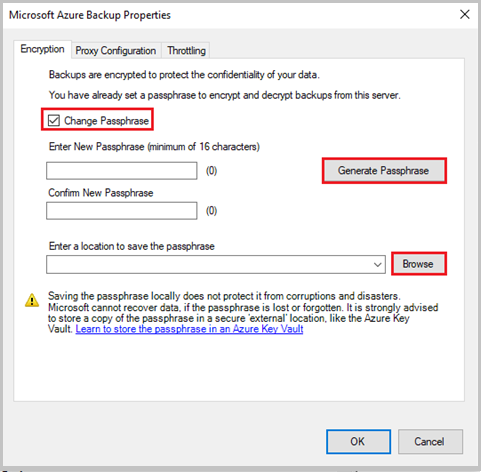 Microsoft Azure Backup Properties
Encryption Proxy Configuration Throttling
Backups are encrypted to protect the confidentiality of your data.
You have already set a passphrase to encrypt and decrypt backups from this server.
Change Passphrase
Enter New Passphrase (minimum of 16 characters)
(0) Generate Passphrase
Confirm New Passphrase
(0)
Enter a location to save the passphrase
Browse
Saving the passphrase locally does not protect it from corruptions and disasters.
Microsoft cannot recover data, if the passphrase is lost or forgotten. It is strongly advised
to store a copy of the passphrase in a secure 'external' location, like the Azure Key
Vault. Learn to store the passphrase in an Azure Key Vault
OK Cancel